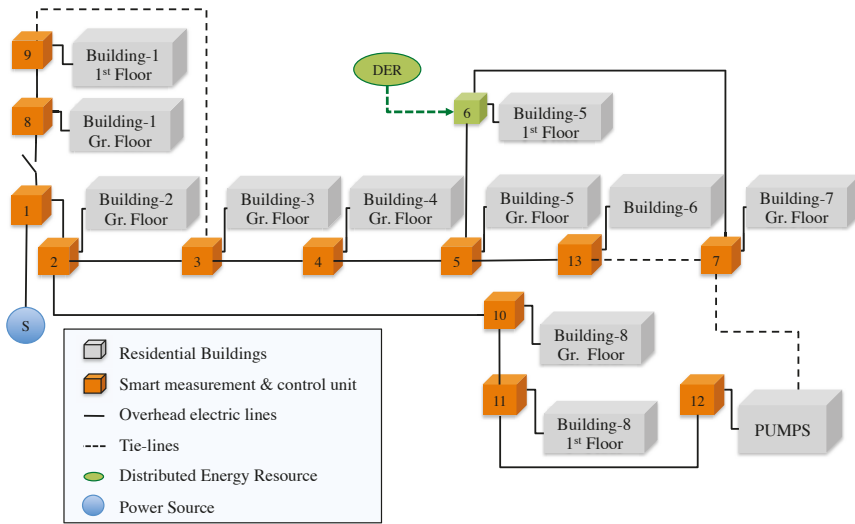 9
Building-1
1st Floor
DER
8
Building-1
Gr. Floor
6
Building-5
1st Floor
1
Building-2
Gr. Floor
Building-3
Gr. Floor
Building-4
Gr. Floor
Building-5
Gr. Floor
Building-6
Building-7
Gr. Floor
2
3
4
5
13
7
S
10
Building-8
Gr. Floor
11
Building-8
1st Floor
12
PUMPS
Residential Buildings
Smart measurement & control unit
Overhead electric lines
Tie-lines
Distributed Energy Resource
Power Source